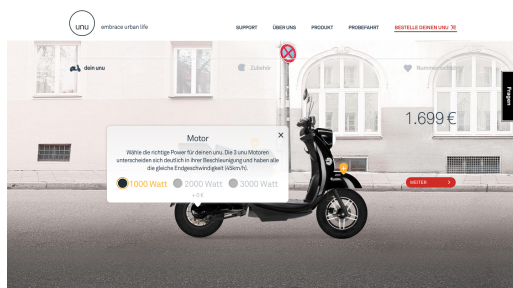 unu
embrace urban life
SUPPORT
ÜBER UNS
PRODUKT
PROBEFAHRT
BESTELLE DEINEN UNU
dein unu
Zubehör
Fragen
1.699 €
Motor
Wähle die richtige Power für deinen unu. Die 3 unu Motoren
unterscheiden sich deutlich in ihrer Beschleunigung und haben alle
die gleiche Endgeschwindigkeit (45km/h).
1000 Watt
2000 Watt
3000 Watt
+ 0 €
WEITER